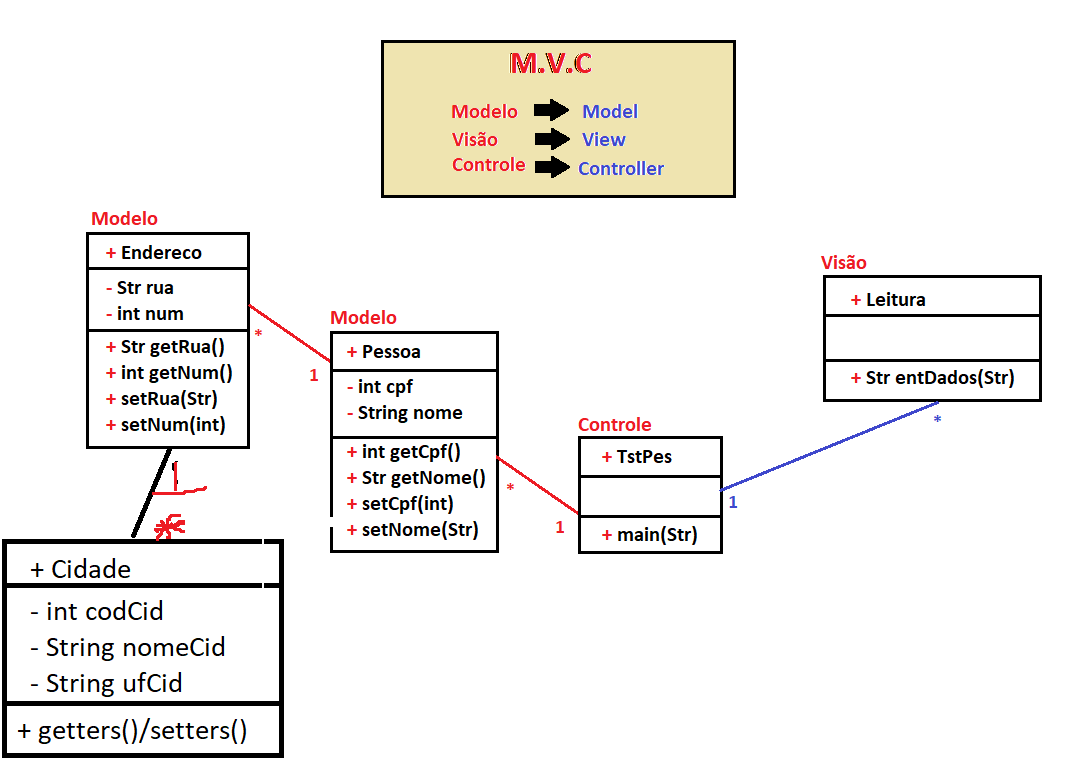 M.V.C
Modelo Model
Visão View
Controle Controller
Modelo
+ Endereco
- Str rua
- int num
+ Str getRua()
+ int getNum()
+ setRua(Str)
+ setNum(int)
*
1
Modelo
+ Pessoa
- int cpf
- String nome
+ int getCpf()
+ Str getNome()
+ setCpf(int)
+ setNome(Str)
*
1
Controle
+ TstPes
+ main(Str)
1
*
Visão
+ Leitura
+ Str entDados(Str)
1
*
+ Cidade
- int codCid
- String nomeCid
- String ufCid
+ getters()/setters()